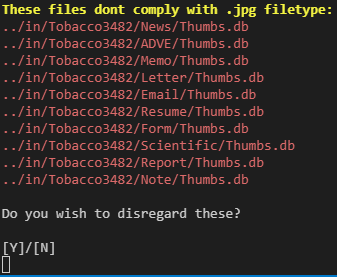 These files dont comply with .jpg filetype:
../in/Tobacco3482/News/Thumbs.db
../in/Tobacco3482/ADVE/Thumbs.db
../in/Tobacco3482/Memo/Thumbs.db
../in/Tobacco3482/Letter/Thumbs.db
../in/Tobacco3482/Email/Thumbs.db
../in/Tobacco3482/Resume/Thumbs.db
../in/Tobacco3482/Form/Thumbs.db
../in/Tobacco3482/Scientific/Thumbs.db
../in/Tobacco3482/Report/Thumbs.db
../in/Tobacco3482/Note/Thumbs.db
Do you wish to disregard these?
[Y]/[N]